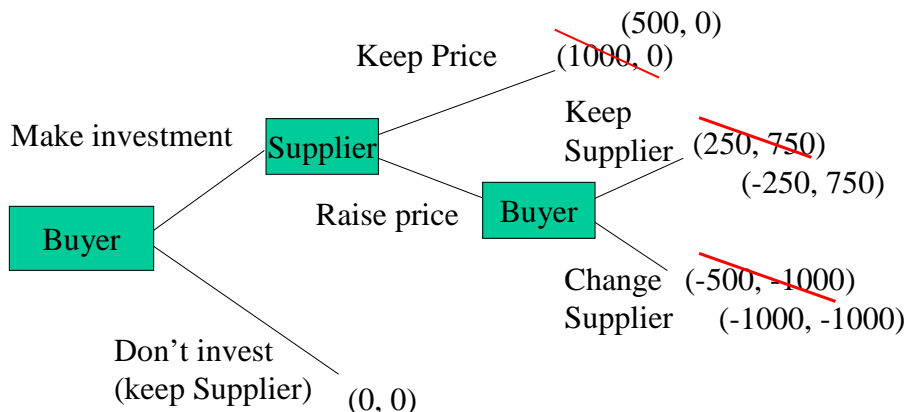 (500, 0)
Keep Price
(1000, 0)
Make investment
Supplier
Keep
Supplier
(250, 750)
(-250, 750)
Raise price
Buyer
Buyer
Change
Supplier
(-500, -1000)
(-1000, -1000)
Don't invest
(keep Supplier)
(0, 0)